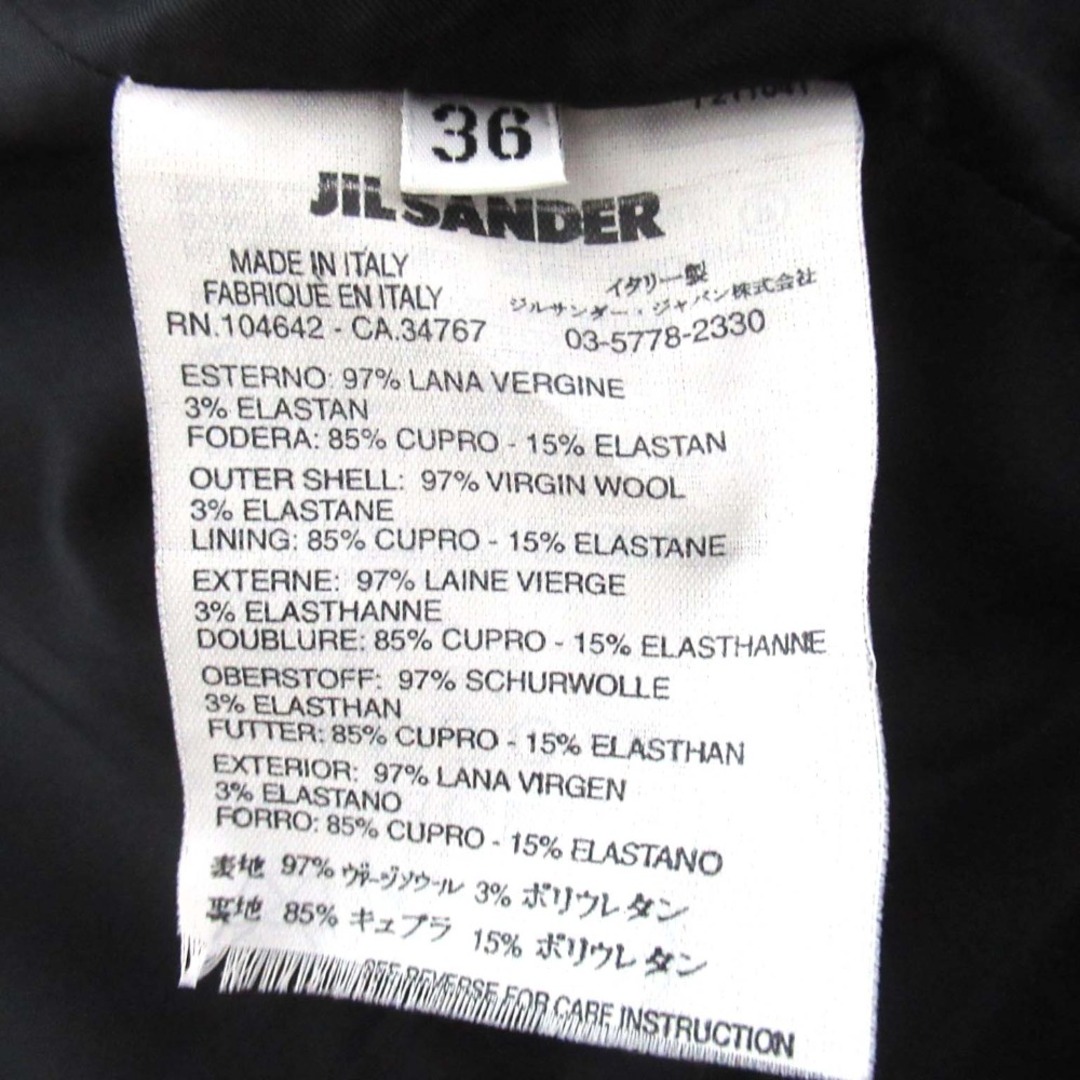 36
JIL SANDER
MADE IN ITALY
FABRIQUÉ EN ITALY
RN.104642 - CA.34767
イタリー製
ジルサンダー・ジャパン株式会社
03-5778-2330
ESTERNO: 97% LANA VERGINE
3% ELASTAN
FODERA: 85% CUPRO - 15% ELASTAN
OUTER SHELL: 97% VIRGIN WOOL
3% ELASTANE
LINING: 85% CUPRO - 15% ELASTANE
EXTERNE: 97% LAINE VIERGE
3% ELASTHANNE
DOUBLURE: 85% CUPRO - 15% ELASTHANNE
OBERSTOFF: 97% SCHURWOLLE
3% ELASTHAN
FUTTER: 85% CUPRO - 15% ELASTHAN
EXTERIOR: 97% LANA VIRGEN
3% ELASTANO
FORRO: 85% CUPRO - 15% ELASTANO
表地 97% ヴァージンウール 3% ポリウレタン
裏地 85% キュプラ 15% ポリウレタン
SEE REVERSE FOR CARE INSTRUCTION